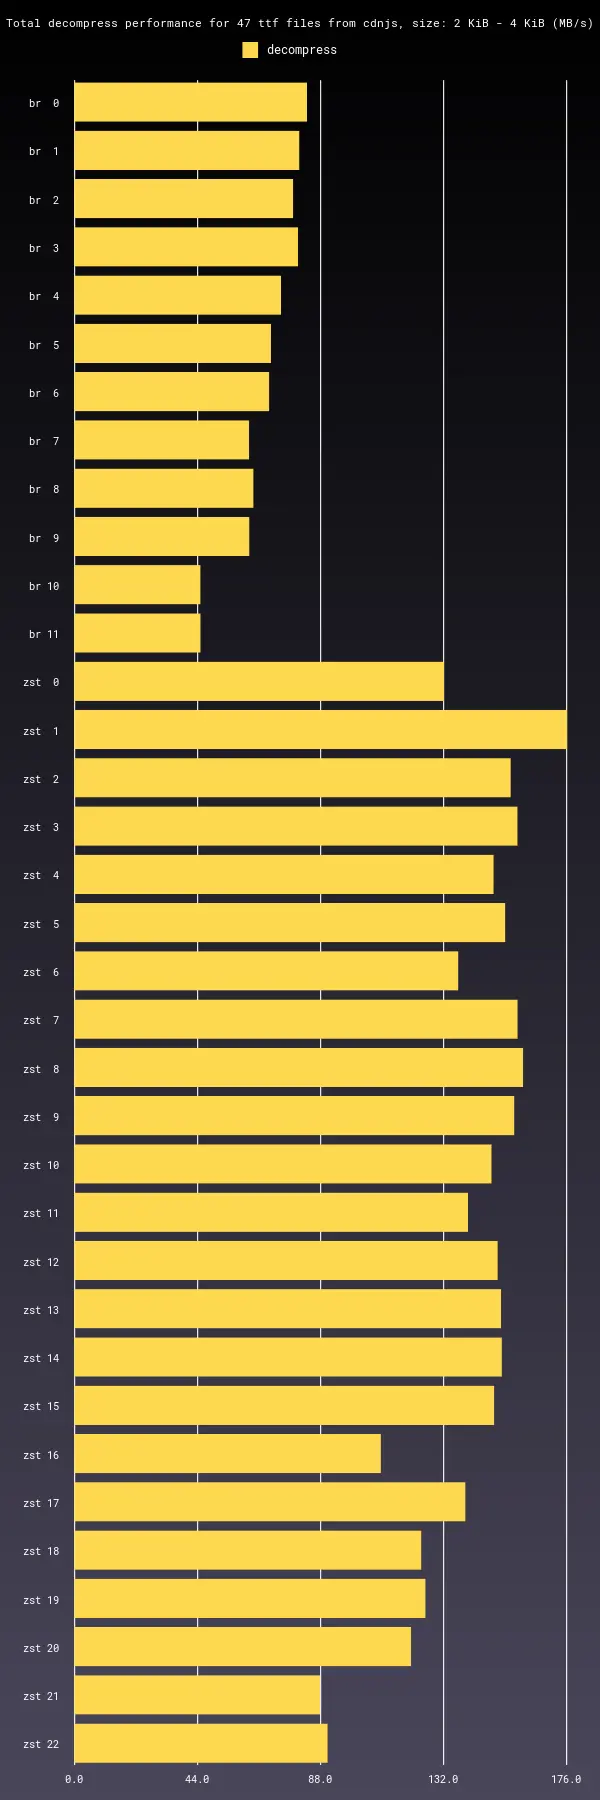 Total decompress performance for 47 ttf files from cdnjs, size: 2 KiB - 4 KiB (MB/s)
decompress
br 0
br 1
br 2
br 3
br 4
br 5
br 6
br 7
br 8
br 9
br 10
br 11
zst 0
zst 1
zst 2
zst 3
zst 4
zst 5
zst 6
zst 7
zst 8
zst 9
zst 10
zst 11
zst 12
zst 13
zst 14
zst 15
zst 16
zst 17
zst 18
zst 19
zst 20
zst 21
zst 22
0.0 44.0 88.0 132.0 176.0